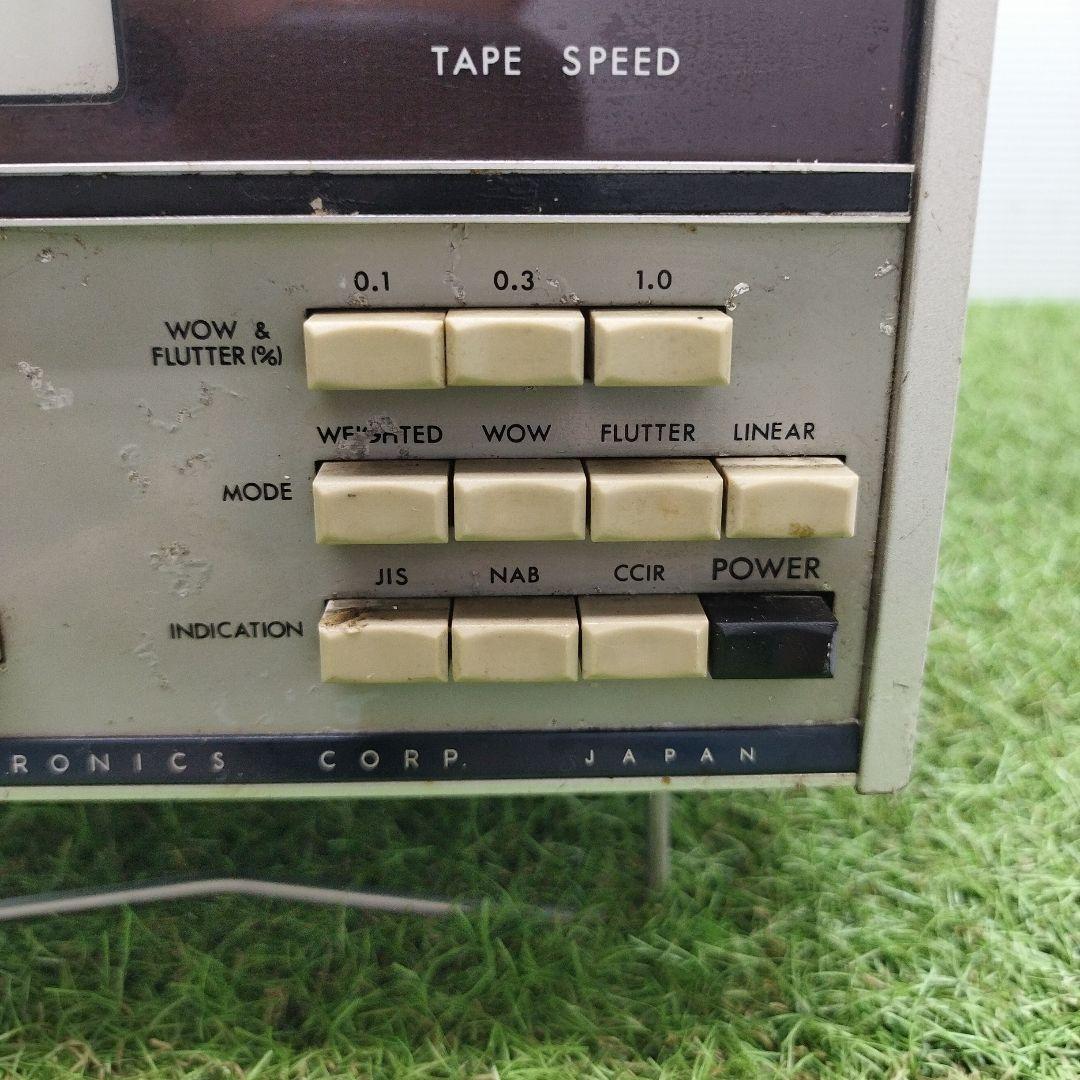 TAPE SPEED
0.1 0.3 1.0
WOW &
FLUTTER (%)
WEIGHTED WOW FLUTTER LINEAR
MODE
JIS NAB CCIR POWER
INDICATION
RONICS CORP. JAPAN